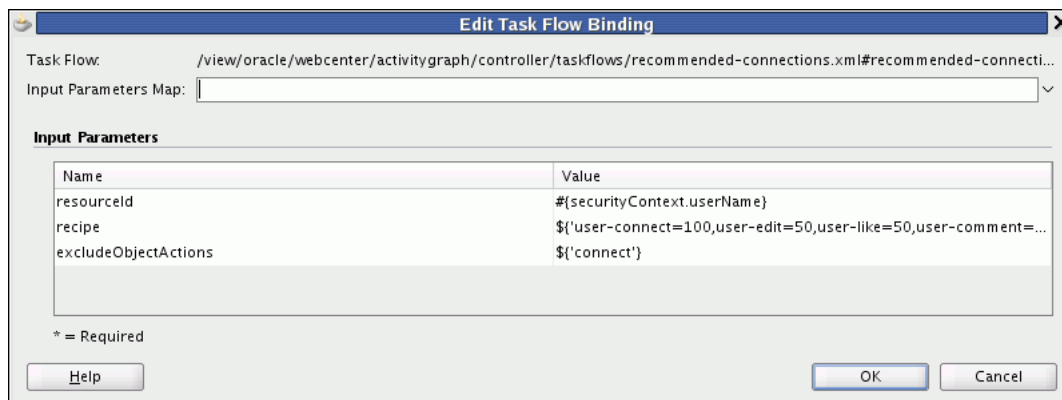 Edit Task Flow Binding
Task Flow: /view/oracle/webcenter/activitygraph/controller/taskflows/recommended-connections.xml#recommended-connecti...
Input Parameters Map:
Input Parameters
Name Value
resourceId #{securityContext.userName}
recipe ${'user-connect=100,user-edit=50,user-like=50,user-comment=...
excludeObjectActions ${'connect'}
* = Required
Help OK Cancel